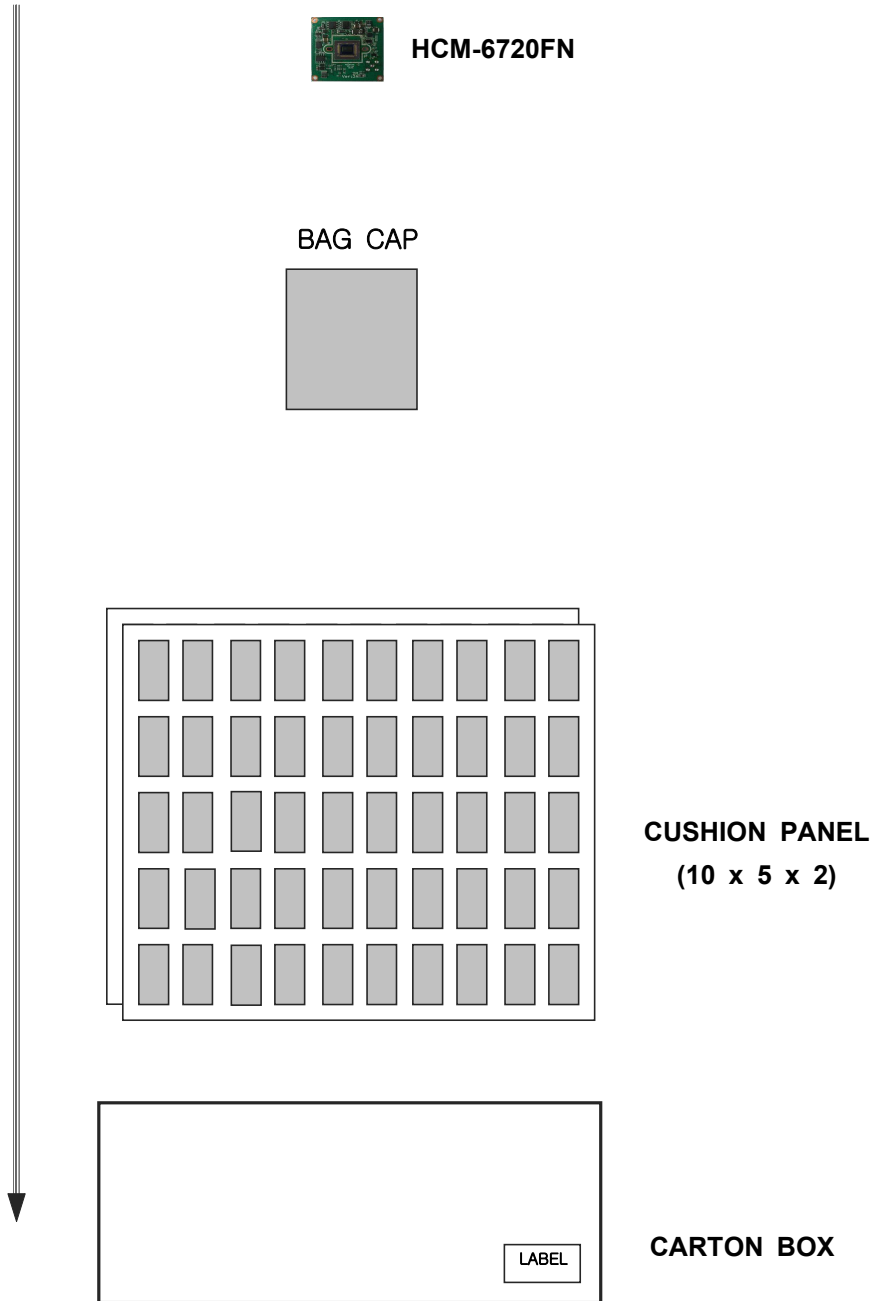 HCM-6720FN
BAG CAP
CUSHION PANEL
(10 x 5 x 2)
LABEL
CARTON BOX